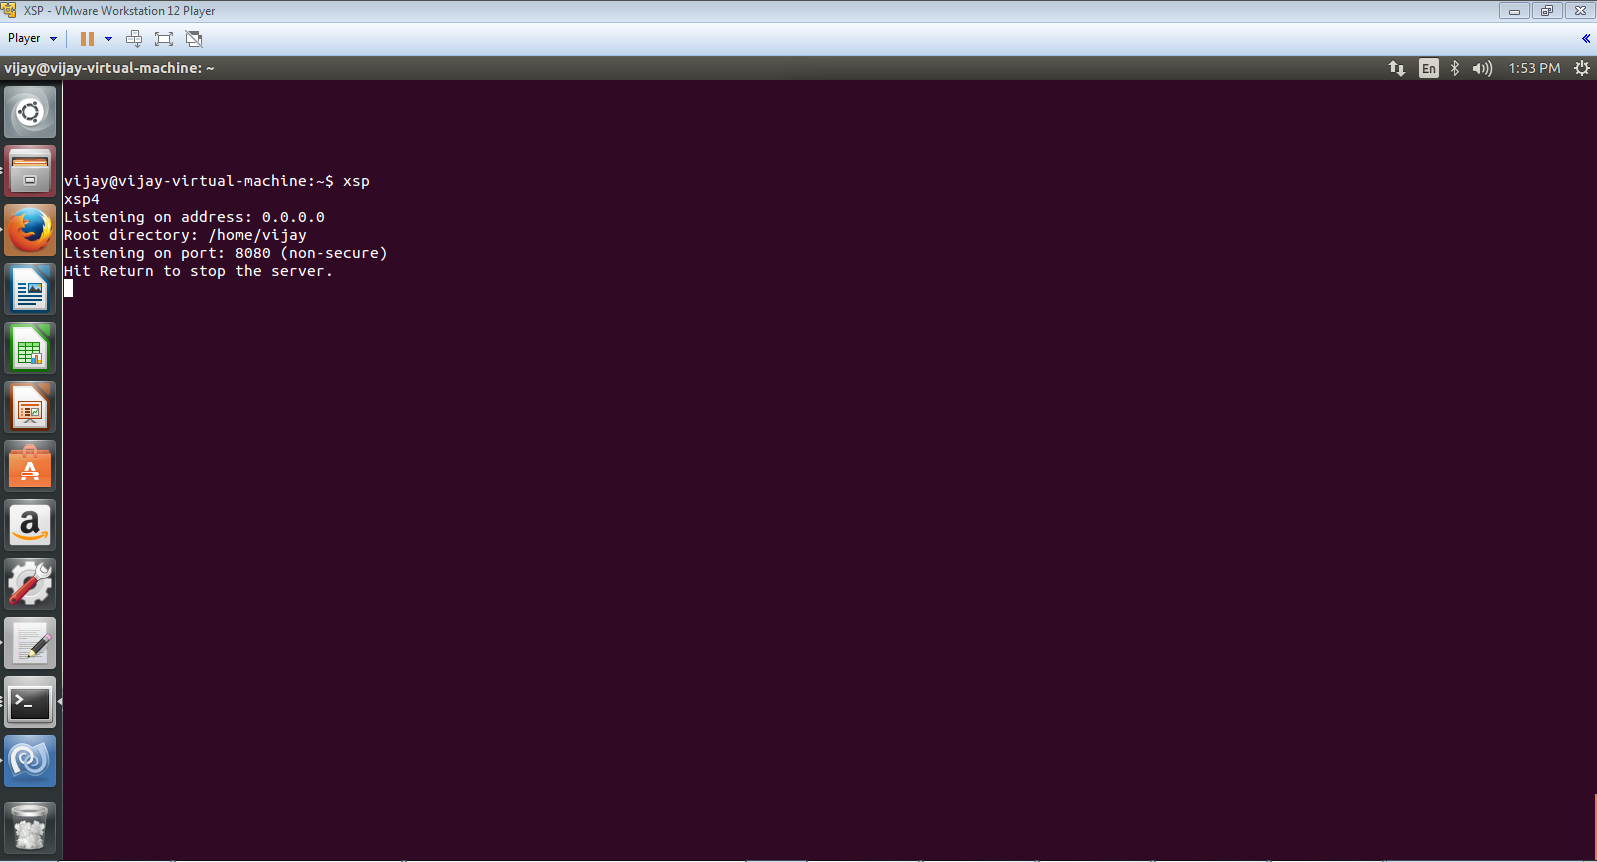 XSP - VMware Workstation 12 Player
Player
vijay@vijay-virtual-machine: ~
En
1:53 PM
vijay@vijay-virtual-machine:~$ xsp
xsp4
Listening on address: 0.0.0.0
Root directory: /home/vijay
Listening on port: 8080 (non-secure)
Hit Return to stop the server.